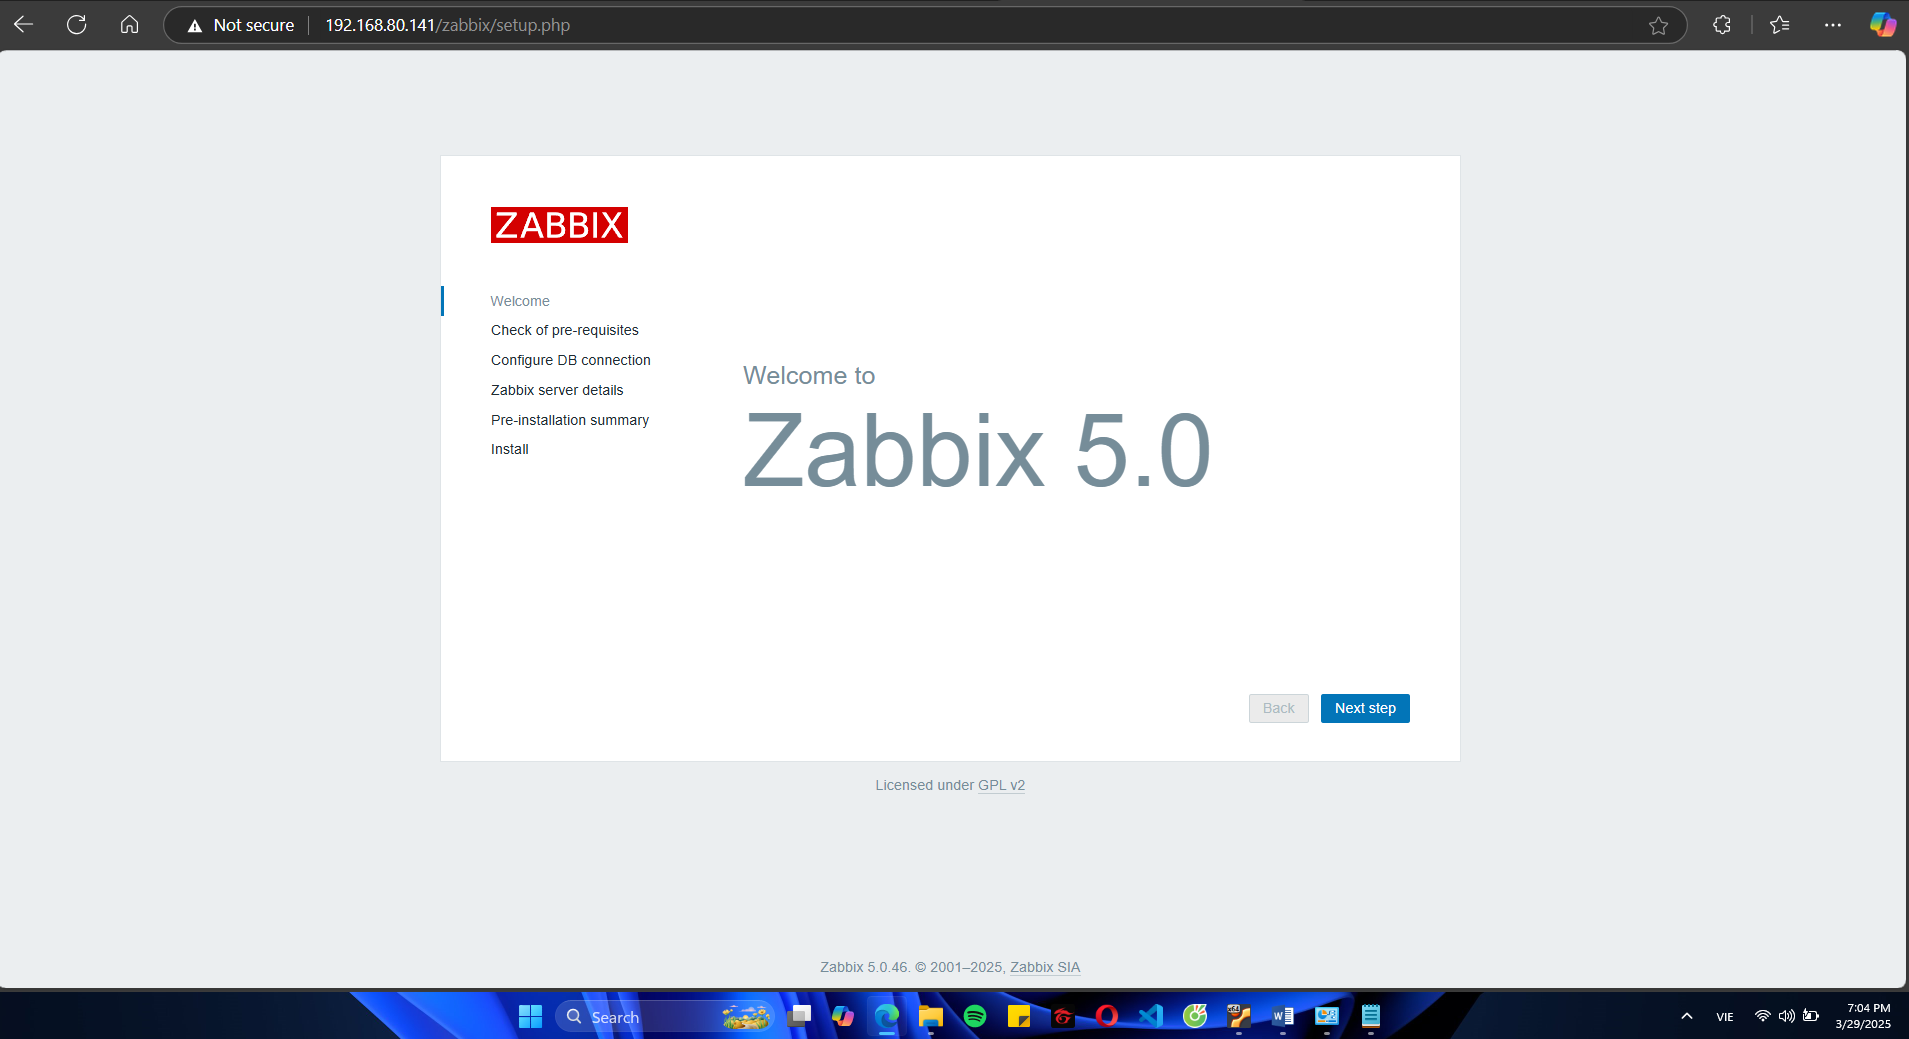 Not secure
192.168.80.141/zabbix/setup.php
ZABBIX
Welcome
Check of pre-requisites
Configure DB connection
Zabbix server details
Pre-installation summary
Install
Welcome to
Zabbix 5.0
Back
Next step
Licensed under GPL v2
Zabbix 5.0.46. © 2001–2025, Zabbix SIA
Search
VIE
7:04 PM
3/29/2025